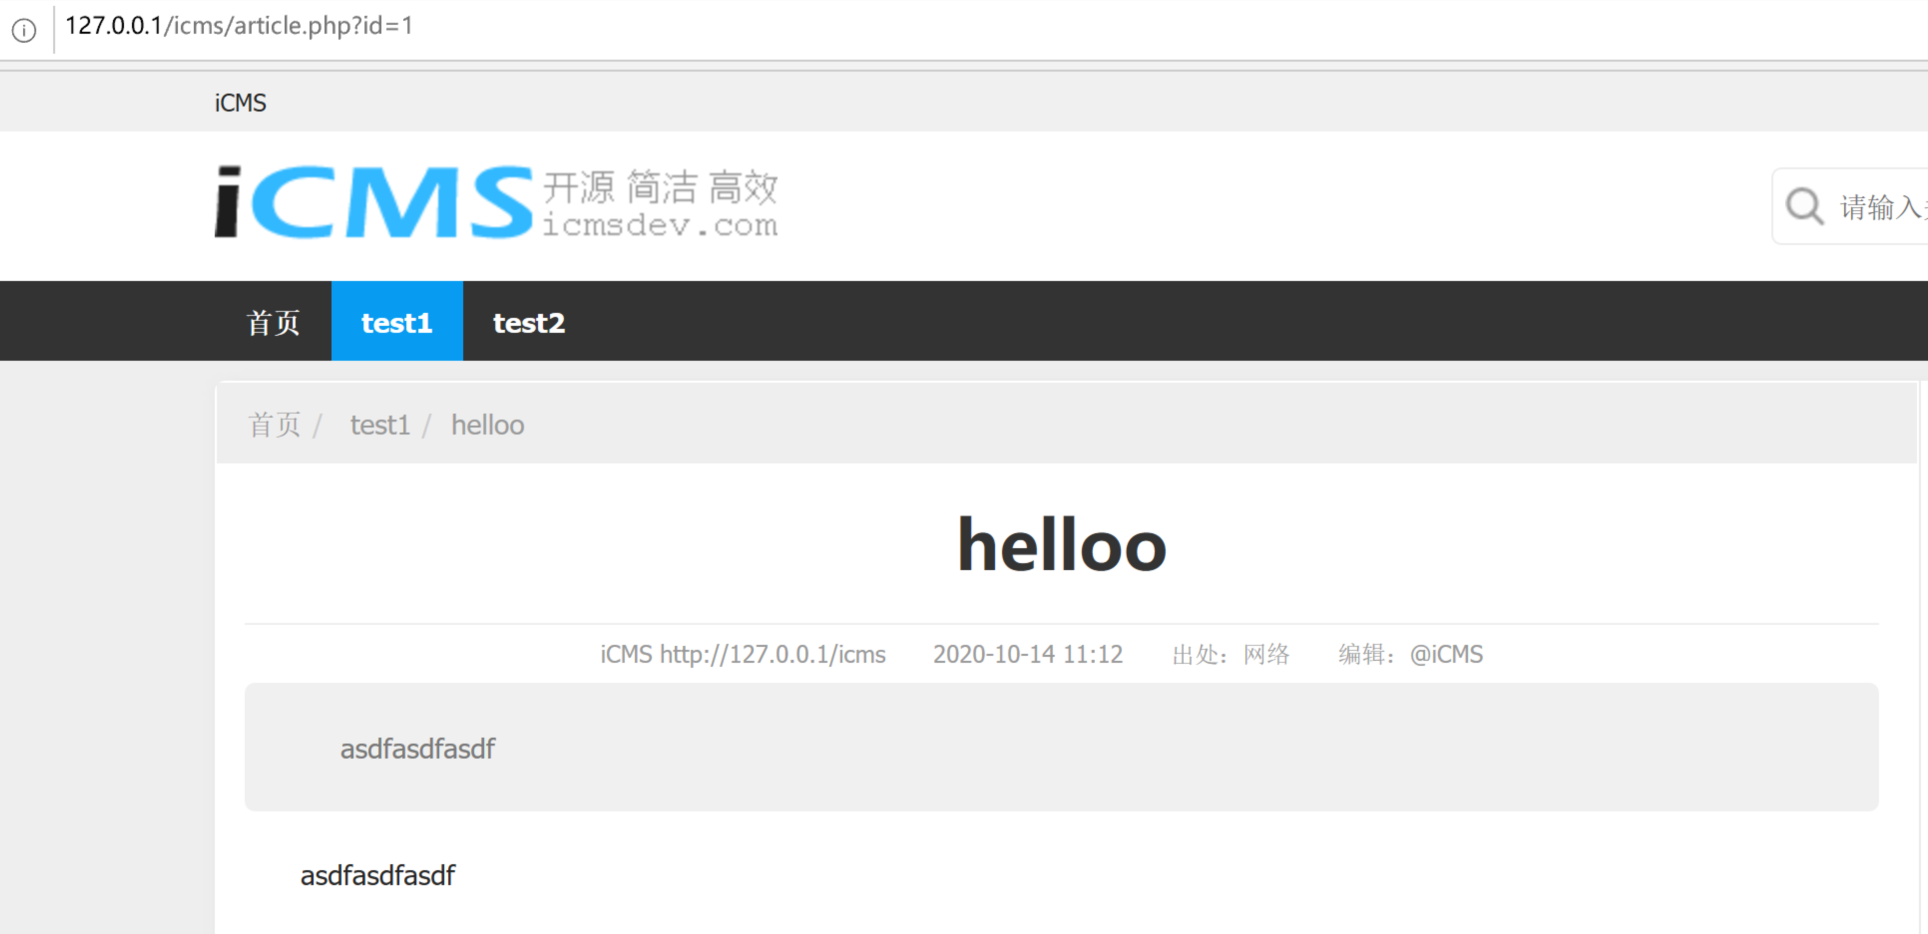 127.0.0.1/icms/article.php?id=1
iCMS
iCMS 开源 简洁 高效
icmsdev.com
请输入
首页 test1 test2
首页 / test1 / helloo
helloo
iCMS http://127.0.0.1/icms 2020-10-14 11:12 出处：网络 编辑：@iCMS
asdfasdfasdf
asdfasdfasdf